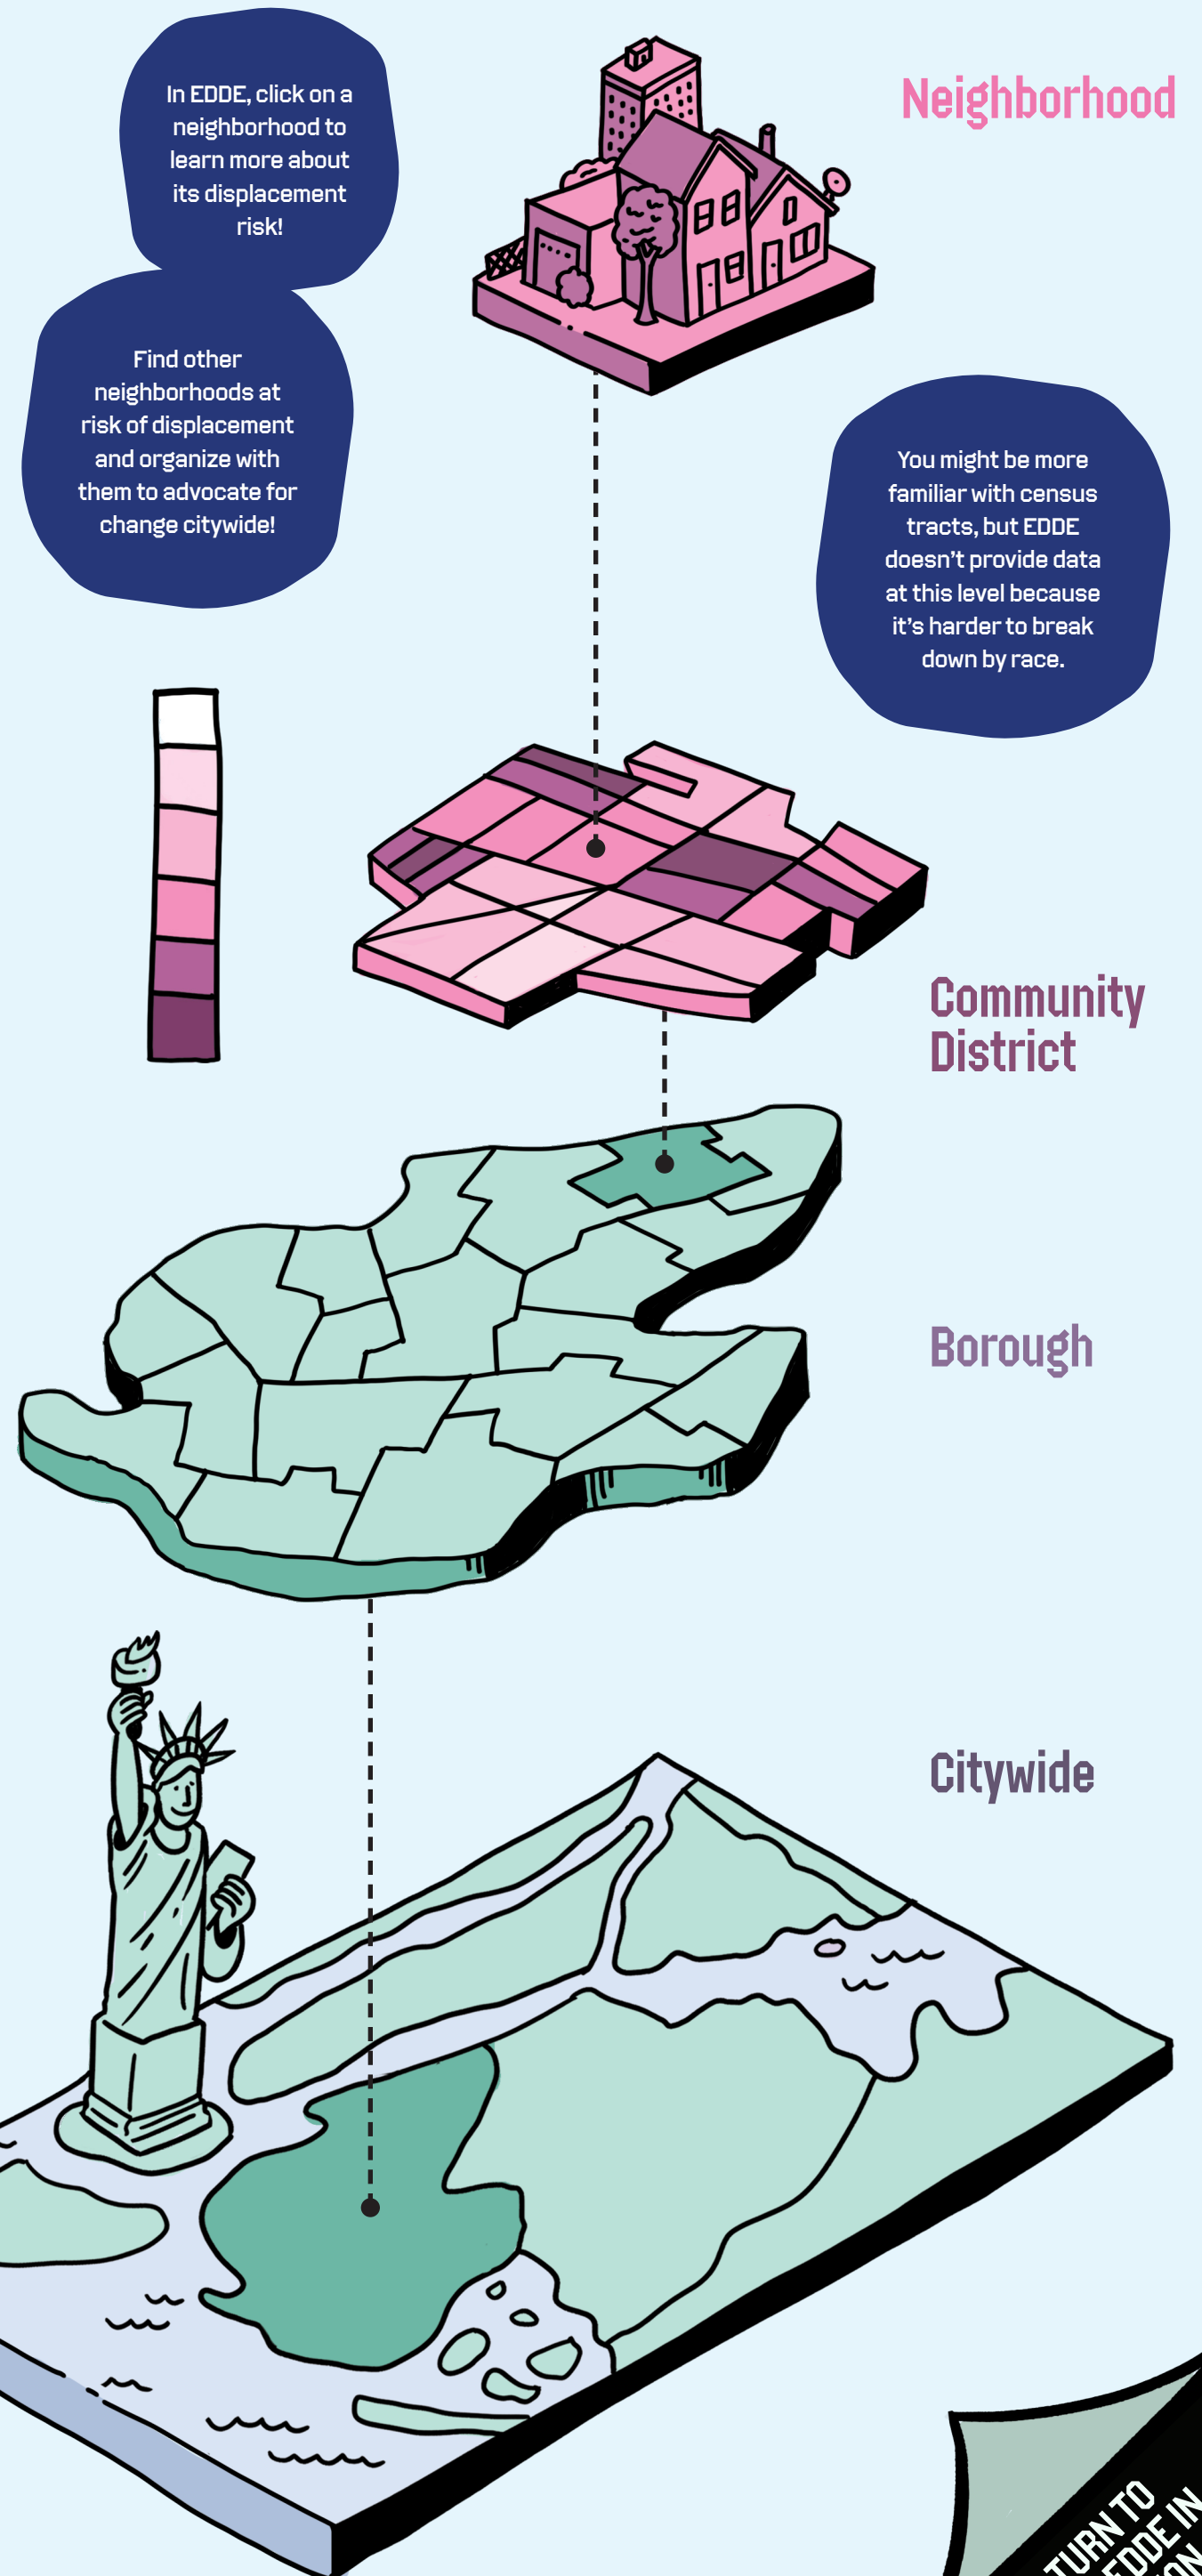 In EDDE, click on a
neighborhood to
learn more about
its displacement
risk!
Neighborhood
Find other
neighborhoods at
risk of displacement
and organize with
them to advocate for
change citywide!
You might be more
familiar with census
tracts, but EDDE
doesn’t provide data
at this level because
it’s harder to break
down by race.
Community
District
Borough
Citywide
TURN TO
EDDE IN